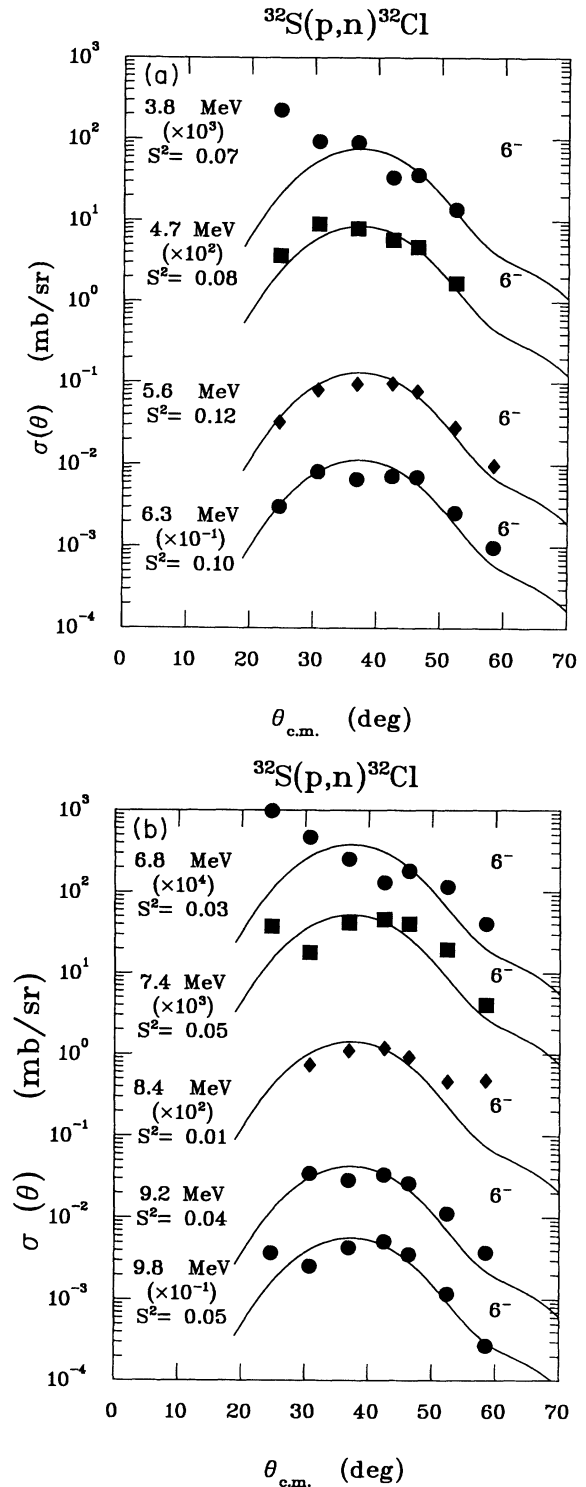 ³²S(p,n)³²Cl
(a)
10³
10²
10¹
10⁰
10⁻¹
10⁻²
10⁻³
10⁻⁴
σ(θ) (mb/sr)
3.8 MeV
(×10³)
S²= 0.07
6⁻
4.7 MeV
(×10²)
S²= 0.08
6⁻
5.6 MeV
S²= 0.12
6⁻
6.3 MeV
(×10⁻¹)
S²= 0.10
6⁻
0 10 20 30 40 50 60 70
θc.m. (deg)
³²S(p,n)³²Cl
(b)
10³
10²
10¹
10⁰
10⁻¹
10⁻²
10⁻³
10⁻⁴
σ (θ) (mb/sr)
6.8 MeV
(×10⁴)
S²= 0.03
6⁻
7.4 MeV
(×10³)
S²= 0.05
6⁻
8.4 MeV
(×10²)
S²= 0.01
6⁻
9.2 MeV
S²= 0.04
6⁻
9.8 MeV
(×10⁻¹)
S²= 0.05
6⁻
0 10 20 30 40 50 60 70
θc.m. (deg)